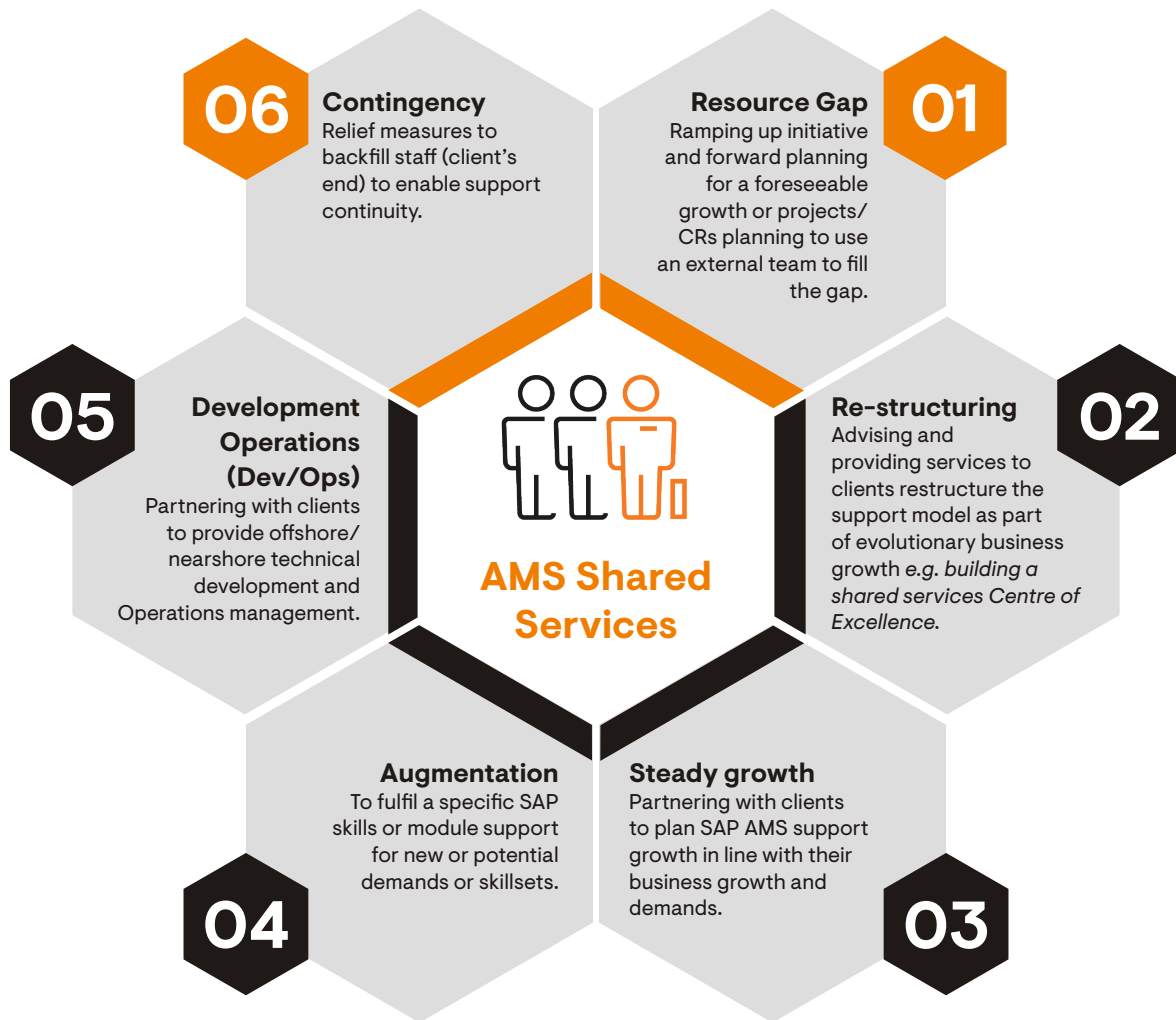 06
Contingency
Relief measures to
backfill staff (client’s
end) to enable support
continuity.
Resource Gap
Ramping up initiative
and forward planning
for a foreseeable
growth or projects/
CRs planning to use
an external team to fill
the gap.
01
05
Development
Operations
(Dev/Ops)
Partnering with clients
to provide offshore/
nearshore technical
development and
Operations management.
AMS Shared
Services
Re-structuring
Advising and
providing services to
clients restructure the
support model as part
of evolutionary business
growth e.g. building a
shared services Centre of
Excellence.
02
Augmentation
To fulfil a specific SAP
skills or module support
for new or potential
demands or skillsets.
04
Steady growth
Partnering with clients
to plan SAP AMS support
growth in line with their
business growth and
demands.
03